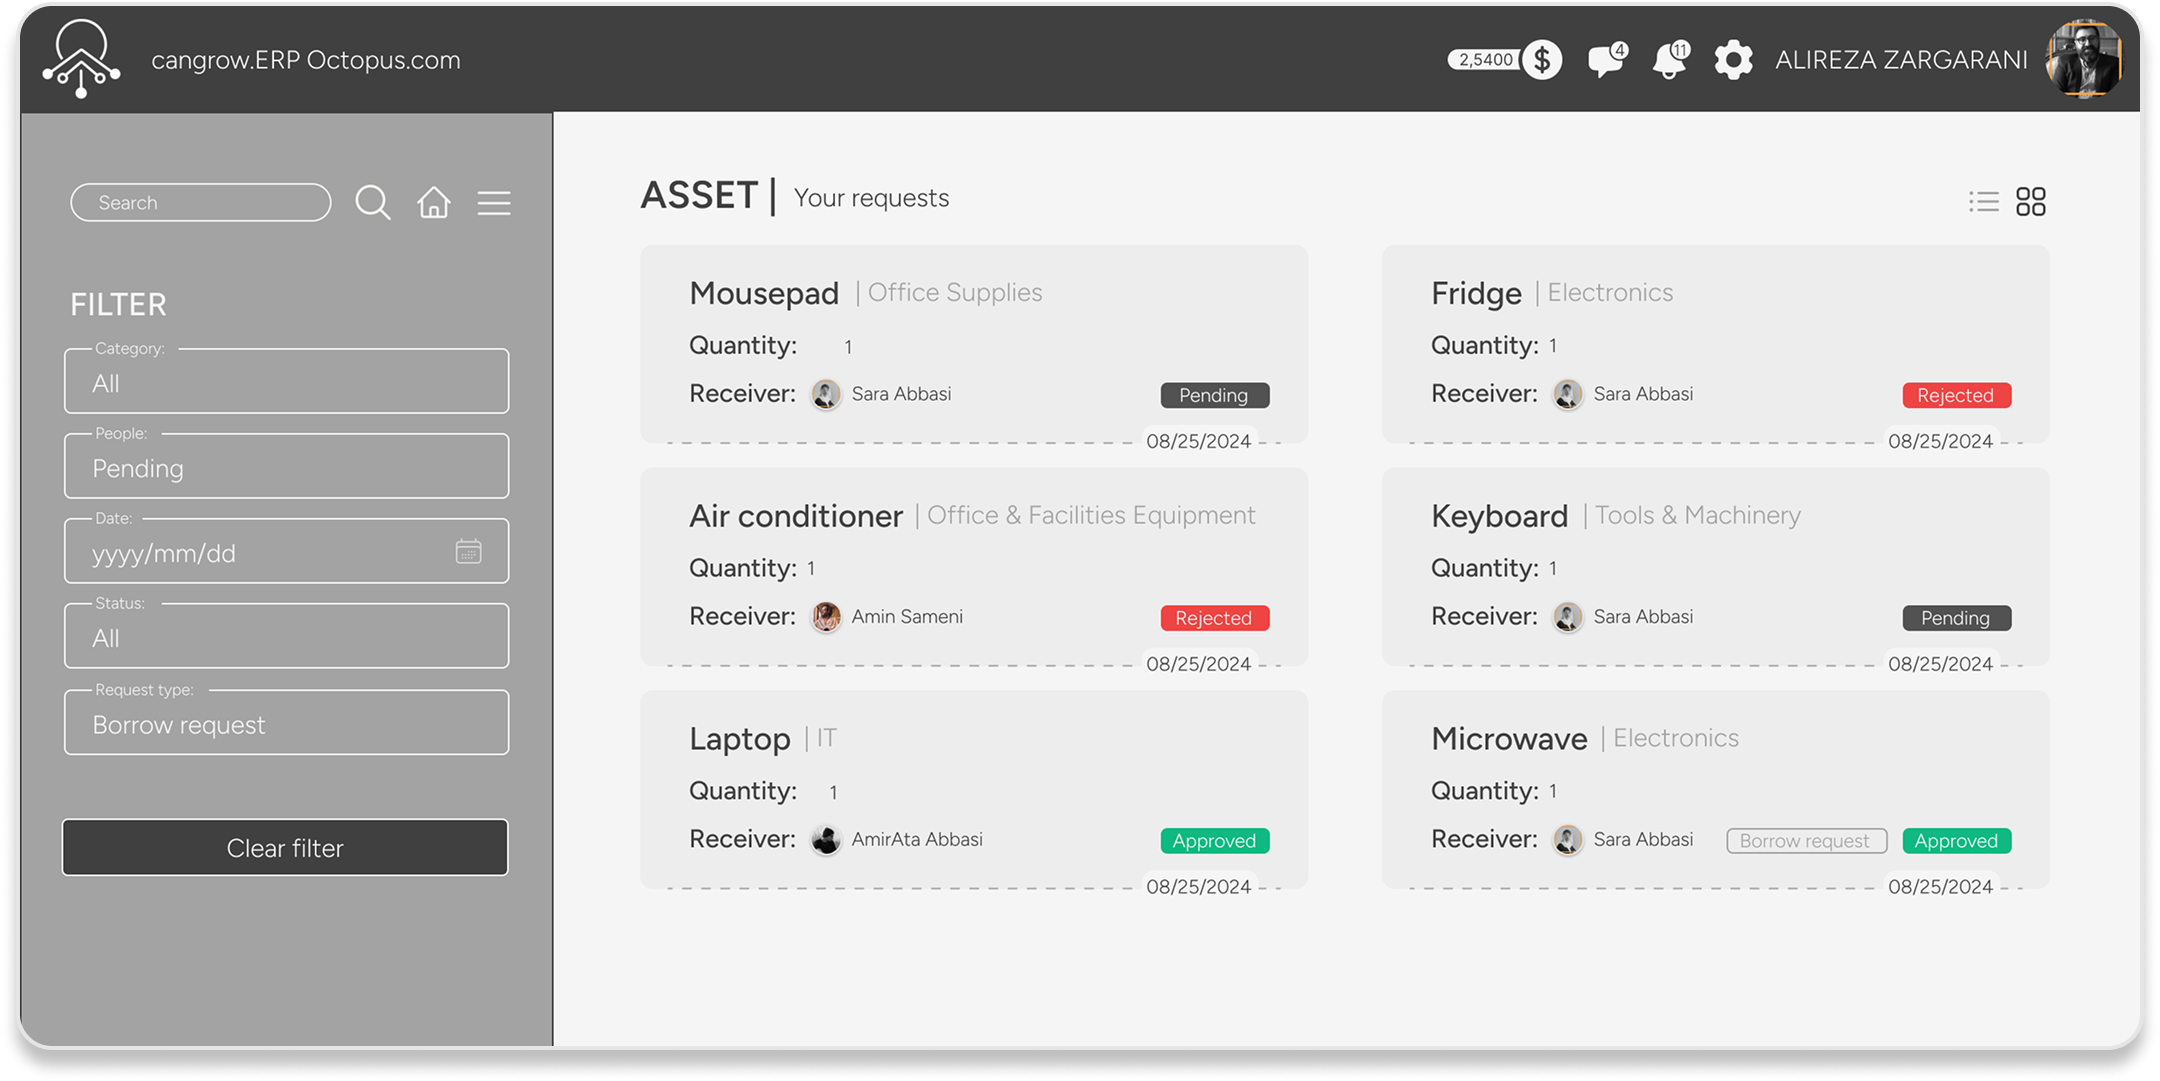 cangrow.ERP Octopus.com
2,5400
$
4
11
ALIREZA ZARGARANI
Search
FILTER
Category:
All
People:
Pending
Date:
yyyy/mm/dd
Status:
All
Request type:
Borrow request
Clear filter
ASSET | Your requests
Mousepad | Office Supplies
Quantity: 1
Receiver: Sara Abbasi Pending
08/25/2024
Fridge | Electronics
Quantity: 1
Receiver: Sara Abbasi Rejected
08/25/2024
Air conditioner | Office & Facilities Equipment
Quantity: 1
Receiver: Amin Sameni Rejected
08/25/2024
Keyboard | Tools & Machinery
Quantity: 1
Receiver: Sara Abbasi Pending
08/25/2024
Laptop | IT
Quantity: 1
Receiver: AmirAta Abbasi Approved
08/25/2024
Microwave | Electronics
Quantity: 1
Receiver: Sara Abbasi Borrow request Approved
08/25/2024